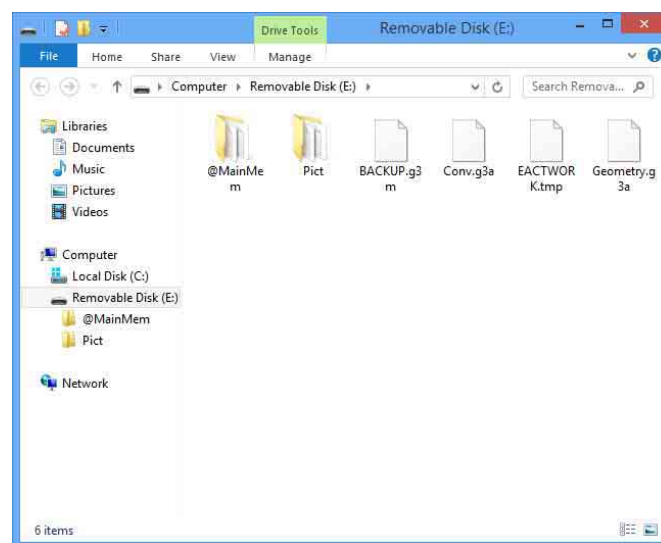 Drive Tools
Removable Disk (E:)
File Home Share View Manage
Computer Removable Disk (E:)
Search Remova...
Libraries
Documents
Music
Pictures
Videos
Computer
Local Disk (C:)
Removable Disk (E:)
@MainMem
Pict
Network
@MainMe
m
Pict
BACKUP.g3
m
Conv.g3a
EACTWOR
K.tmp
Geometry.g
3a
6 items